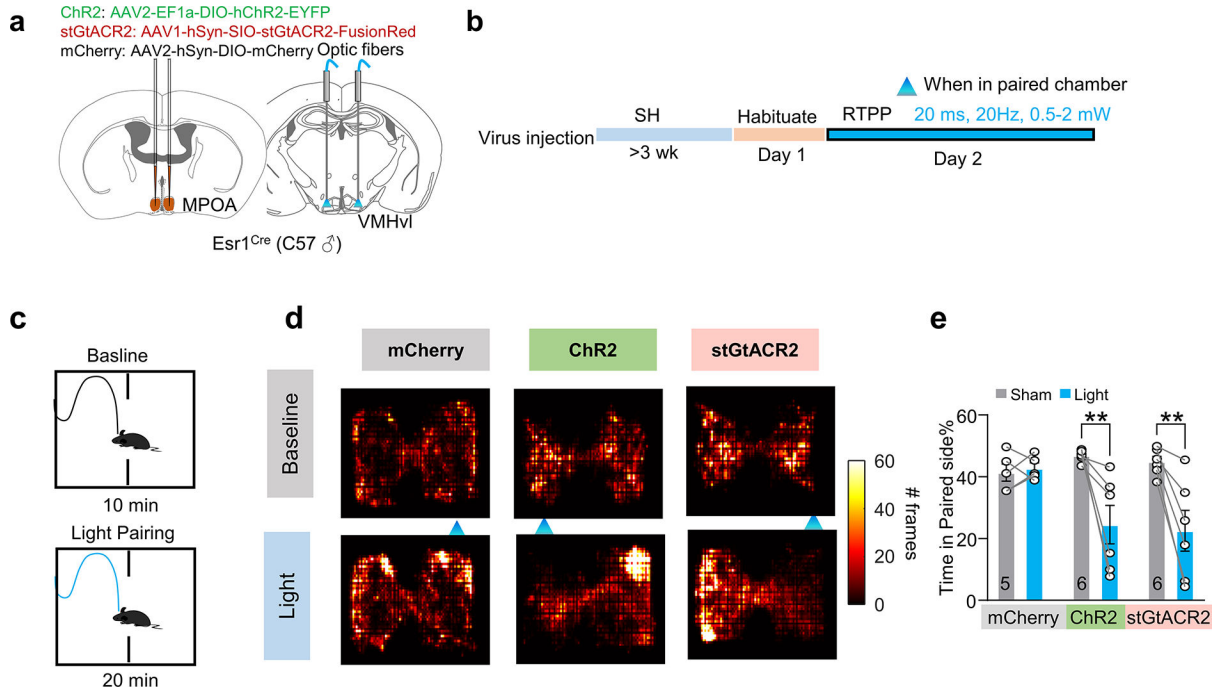 a
ChR2: AAV2-EF1a-DIO-hChR2-EYFP
stGtACR2: AAV1-hSyn-SIO-stGtACR2-FusionRed
mCherry: AAV2-hSyn-DIO-mCherry Optic fibers
MPOA
VMHvl
Esr1Cre (C57 ♂)
b
When in paired chamber
SH
Habituate
RTPP
20 ms, 20Hz, 0.5-2 mW
Virus injection
>3 wk
Day 1
Day 2
c
Basline
10 min
Light Pairing
20 min
d
mCherry
ChR2
stGtACR2
Baseline
Light
60
40
20
0
# frames
e
Sham
Light
Time in Paired side%
60
40
20
0
**
**
5
6
6
mCherry
ChR2
stGtACR2